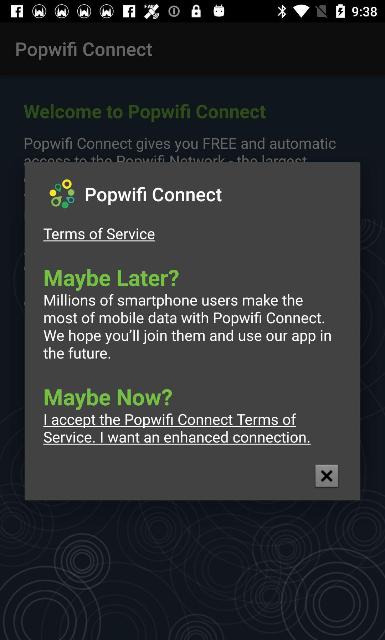 9:38
Popwifi Connect
Welcome to Popwifi Connect
Popwifi Connect gives you FREE and automatic
access to the Popwifi Network - the largest
Popwifi Connect
Terms of Service
Maybe Later?
Millions of smartphone users make the
most of mobile data with Popwifi Connect.
We hope you'll join them and use our app in
the future.
Maybe Now?
I accept the Popwifi Connect Terms of
Service. I want an enhanced connection.